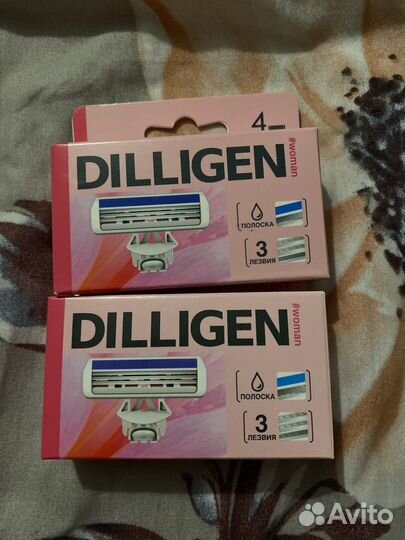 4
DILLIGEN
#woman
ПОЛОСКА
3
ЛЕЗВИЯ
DILLIGEN
#woman
ПОЛОСКА
3
ЛЕЗВИЯ
Avito